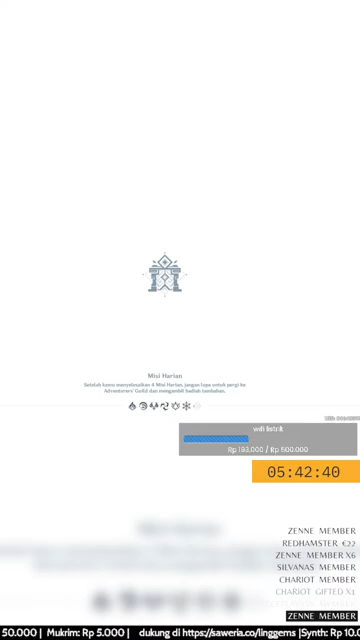 Misi Harian
Setelah kamu menyelesaikan 4 Misi Harian, jangan lupa untuk pergi ke
Adventurers' Guild dan mengambil hadiah tambahan.
wifi listrik
Rp 193,000 / Rp 500.000
05:42:40
ZENNE MEMBER
REDHAMSTER €22
ZENNE MEMBER X6
SILVANAS MEMBER
CHARIOT MEMBER
CHARIOT GIFTED X1
ZENNE MEMBER
50.000 | Mukrim: Rp 5.000 | dukung di https://saweria.co/linggems |Synth: Rp 10.0